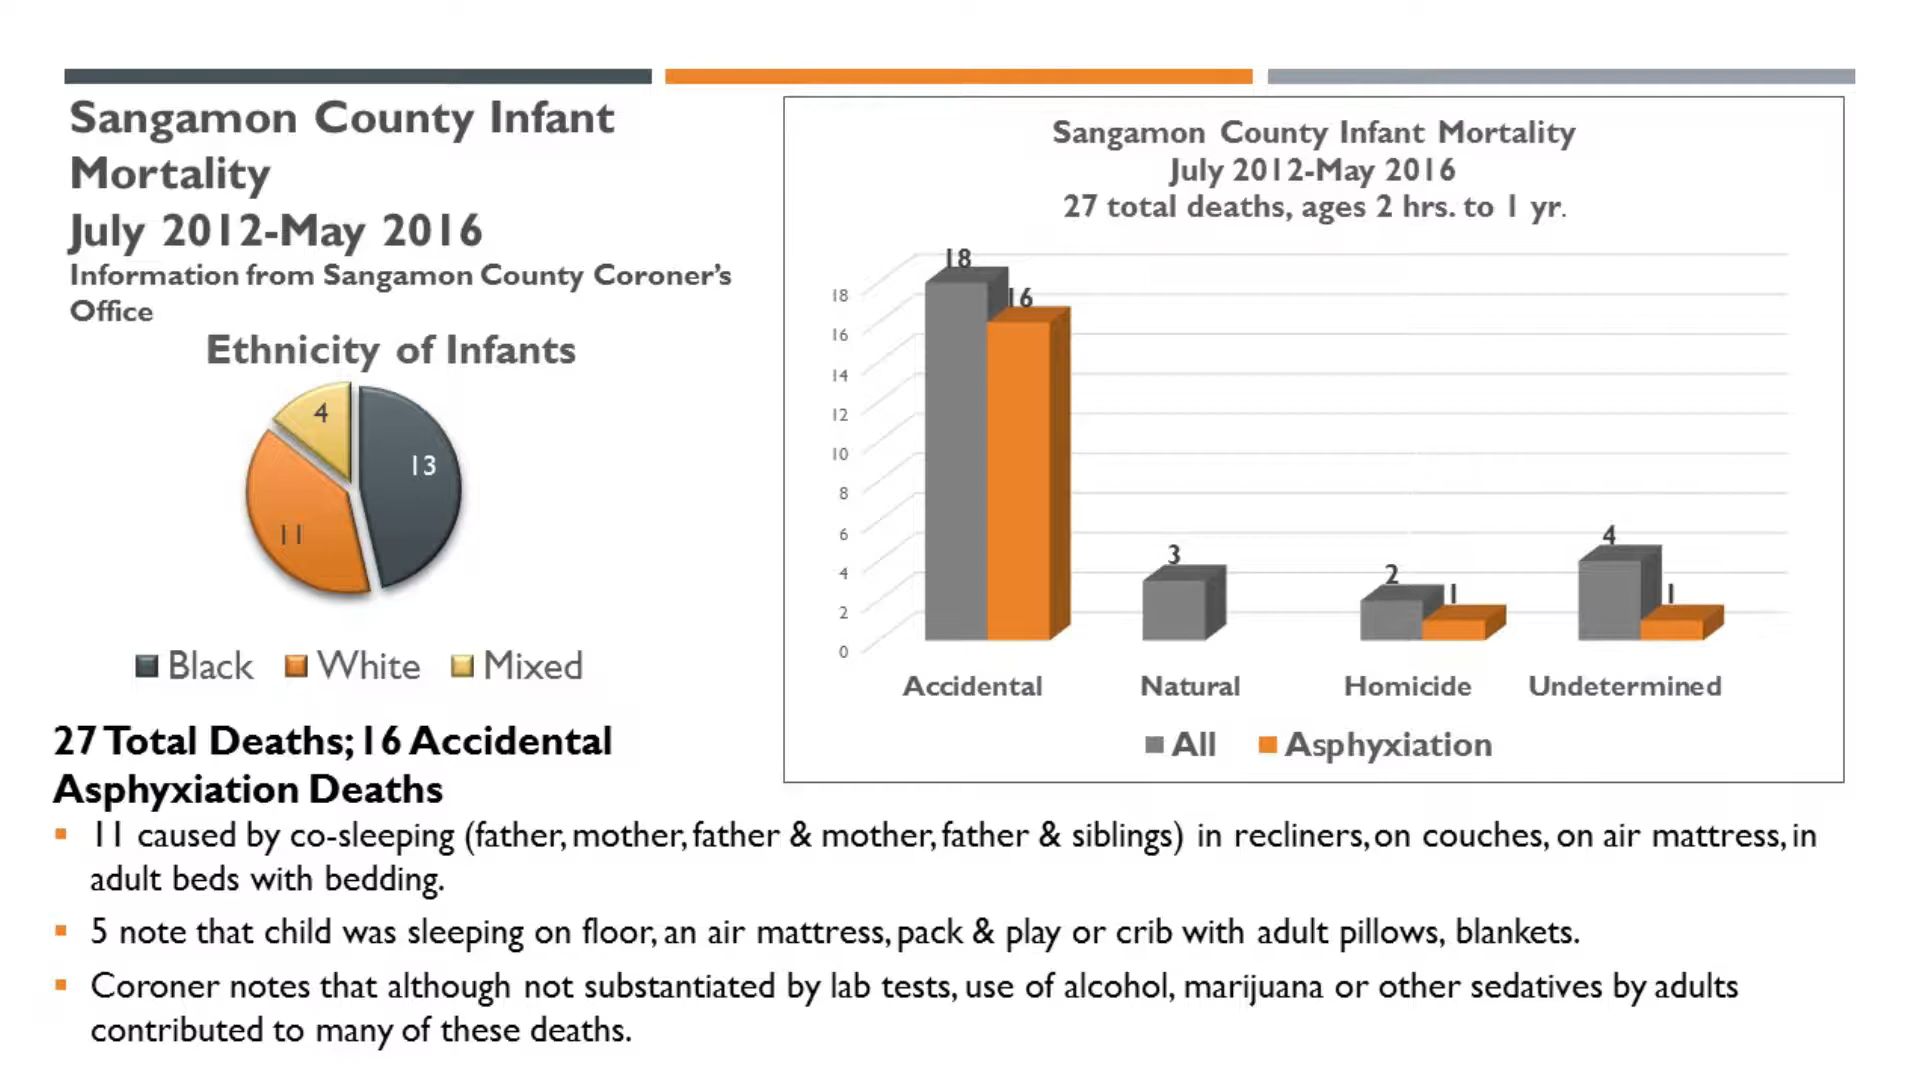 Sangamon County Infant
Mortality
July 2012-May 2016
Information from Sangamon County Coroner's
Office
Ethnicity of Infants
4
13
11
Black White Mixed
Sangamon County Infant Mortality
July 2012-May 2016
27 total deaths, ages 2 hrs. to 1 yr.
18
16
18
16
14
12
10
8
6
4
2
0
3
2
1
4
1
Accidental Natural Homicide Undetermined
All Asphyxiation
27 Total Deaths; 16 Accidental
Asphyxiation Deaths
11 caused by co-sleeping (father, mother, father & mother, father & siblings) in recliners, on couches, on air mattress, in
adult beds with bedding.
5 note that child was sleeping on floor, an air mattress, pack & play or crib with adult pillows, blankets.
Coroner notes that although not substantiated by lab tests, use of alcohol, marijuana or other sedatives by adults
contributed to many of these deaths.